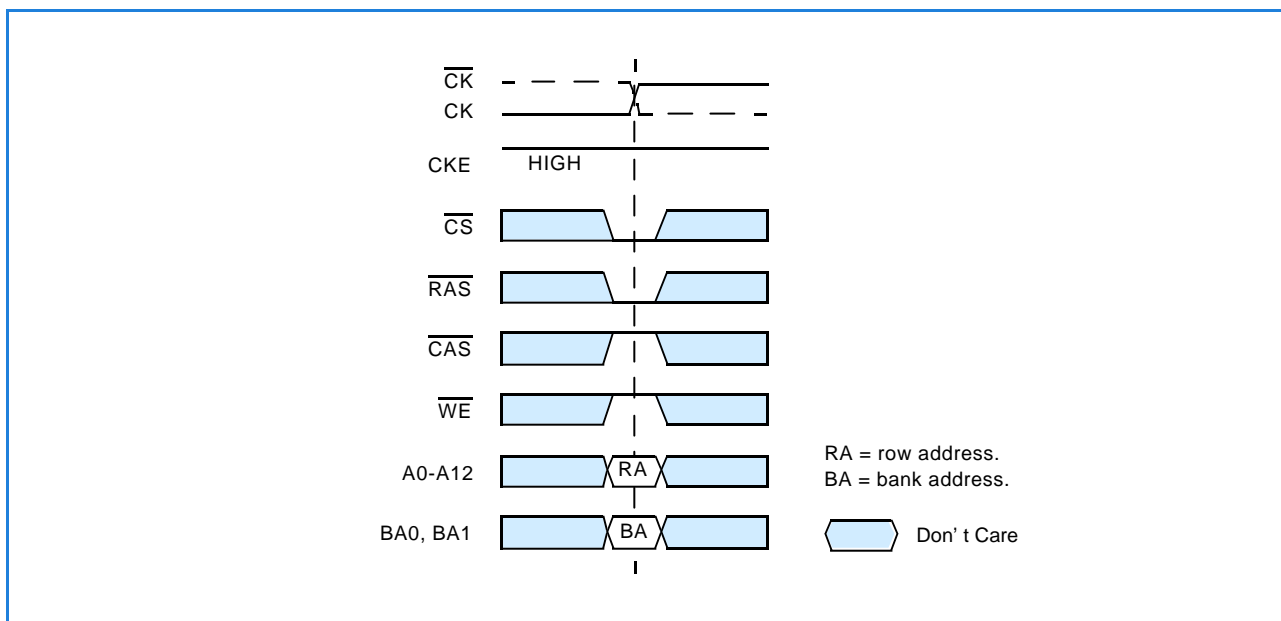 CK
CK
CKE HIGH
CS
RAS
CAS
WE
A0-A12 RA
BA0, BA1 BA
RA = row address.
BA = bank address.
Don' t Care